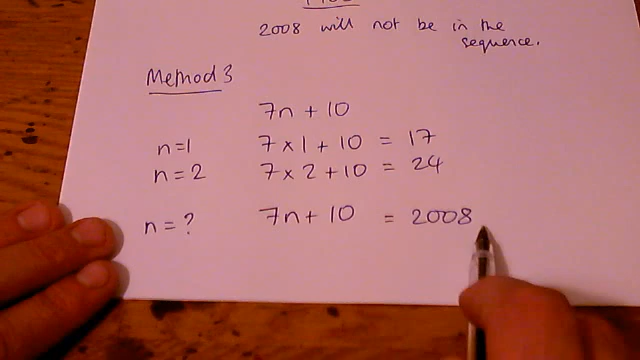 2008 will not be in the
sequence.
Method 3
7n + 10
n=1 7 × 1 + 10 = 17
n = 2 7 × 2 + 10 = 24
n = ? 7n + 10 = 2008